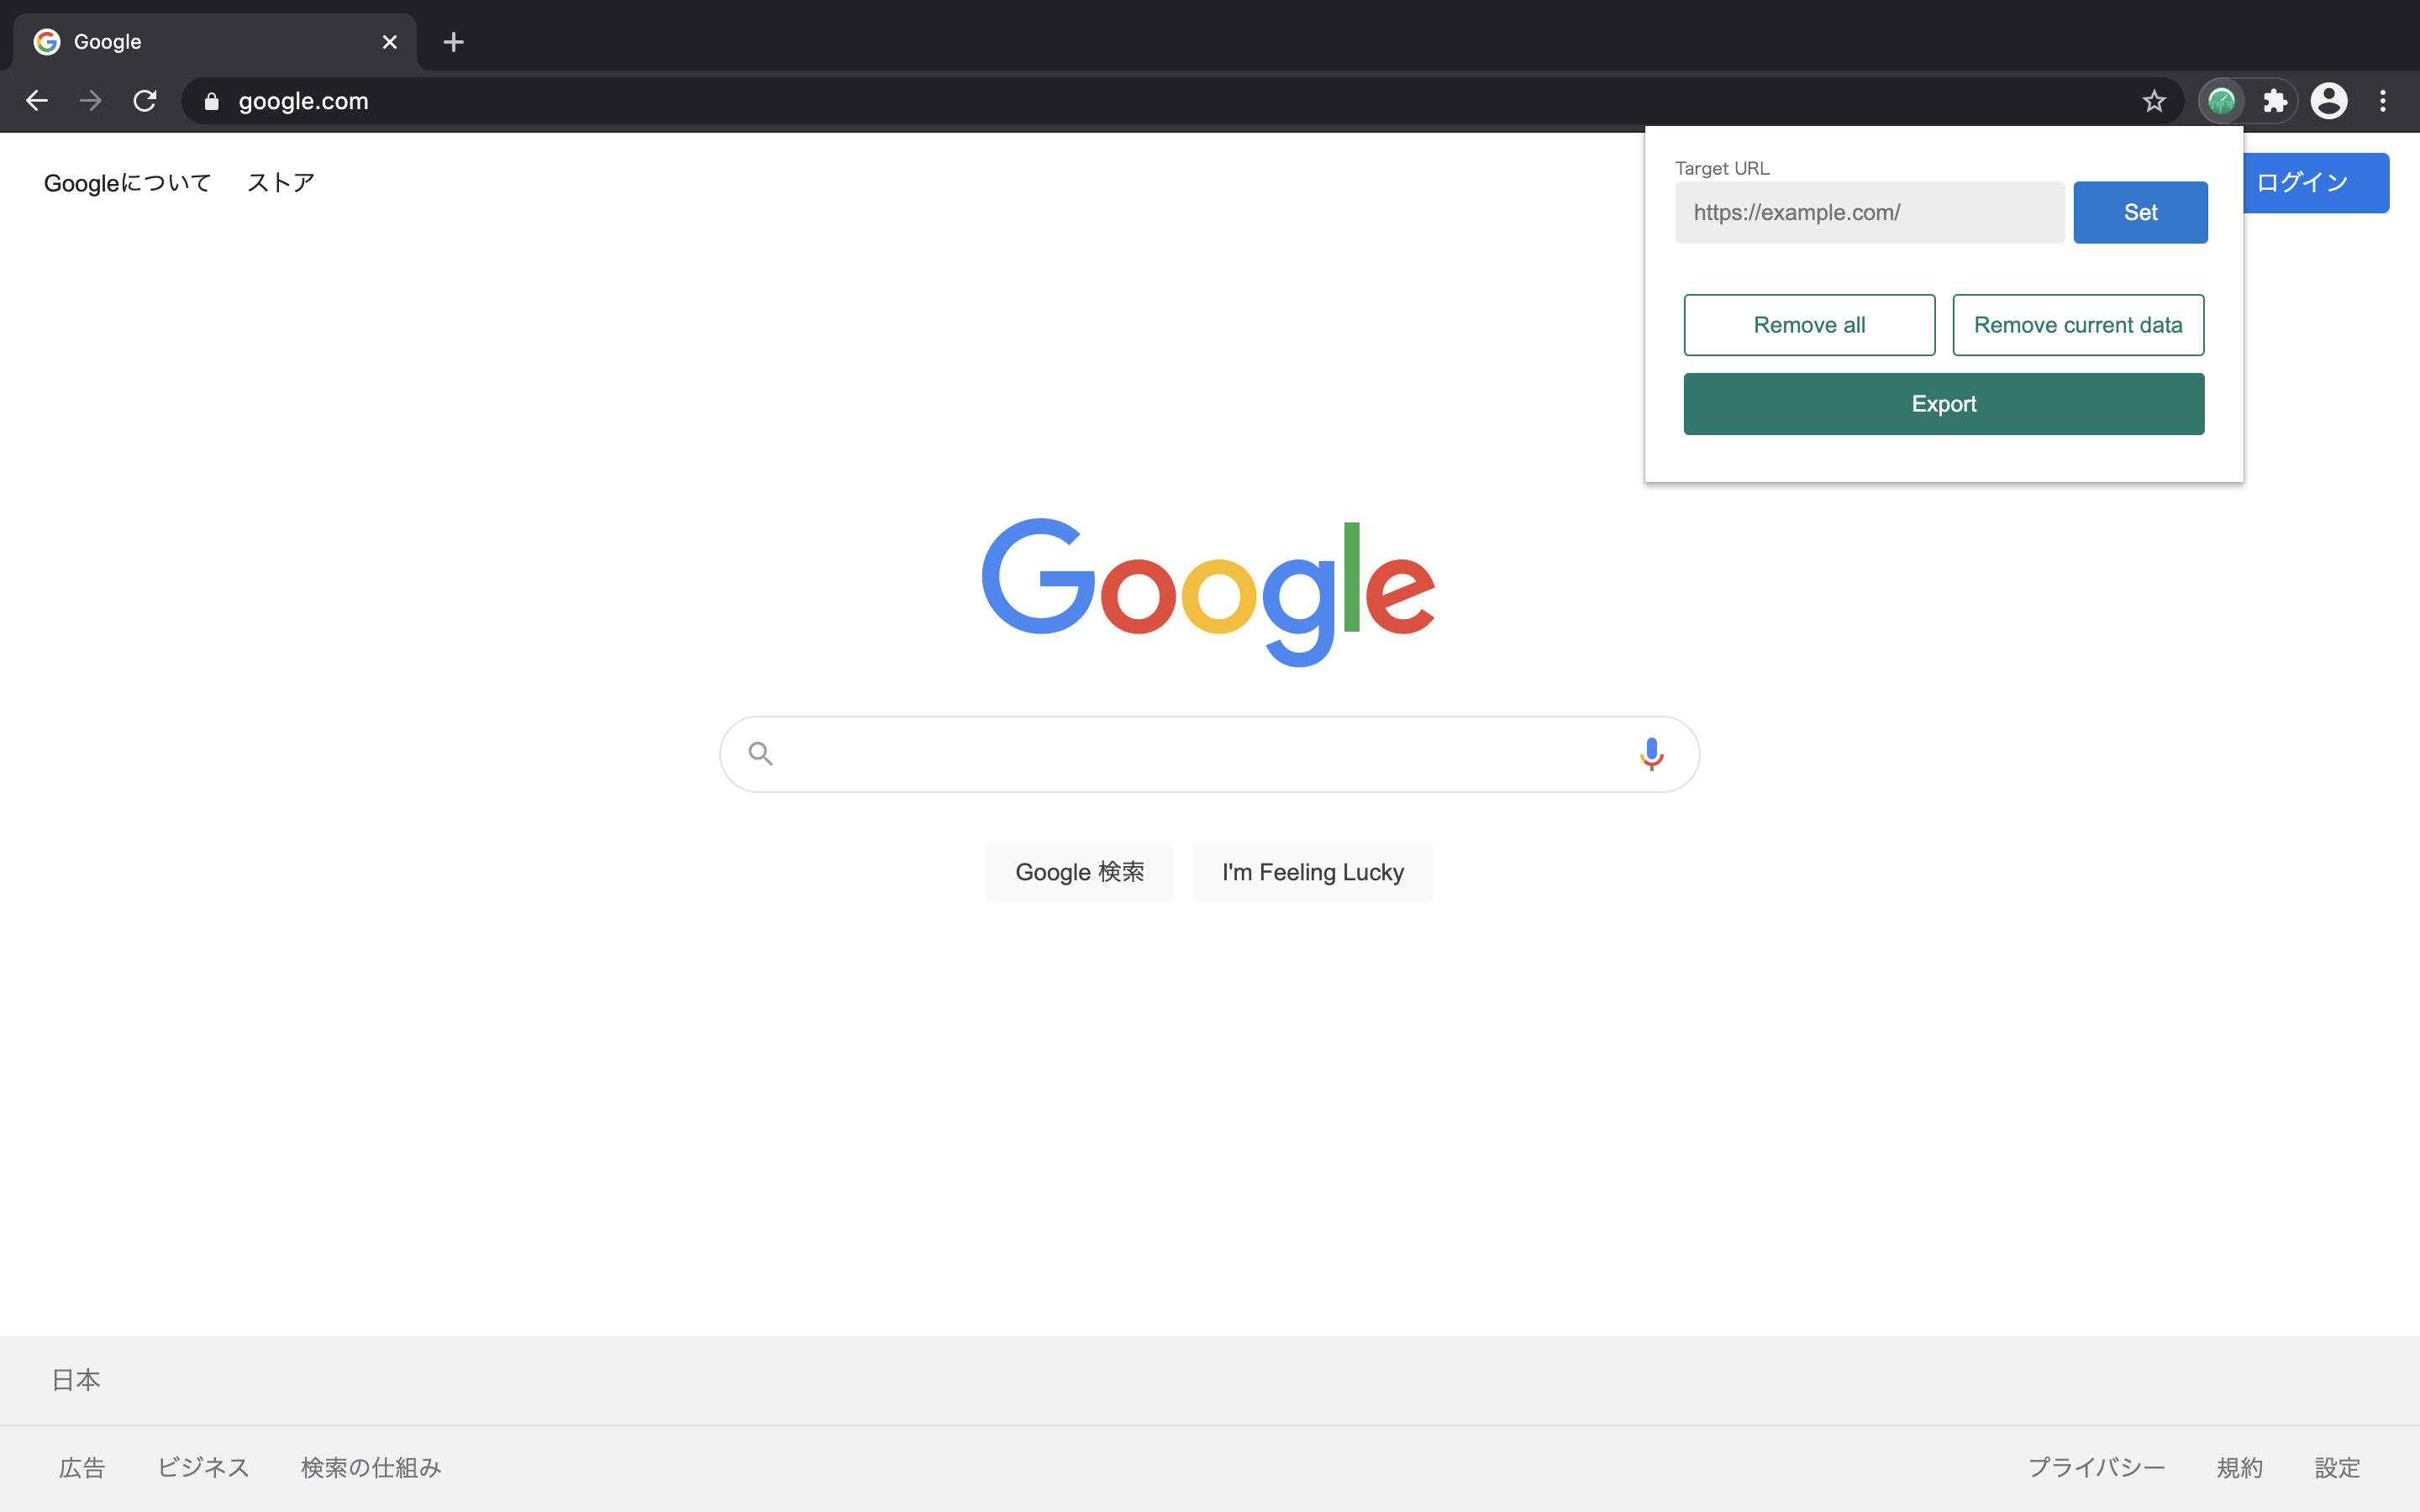 Google
google.com
Googleについて ストア
ログイン
Target URL
https://example.com/
Set
Remove all
Remove current data
Export
Google
Google 検索
I'm Feeling Lucky
日本
広告 ビジネス 検索の仕組み プライバシー 規約 設定